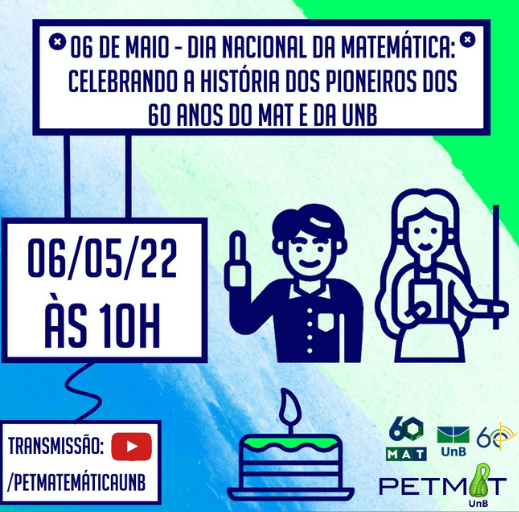 06 DE MAIO - DIA NACIONAL DA MATEMÁTICA:
CELEBRANDO A HISTÓRIA DOS PIONEIROS DOS
60 ANOS DO MAT E DA UNB
06/05/22
ÀS 10H
TRANSMISSÃO:
/PETMATEMÁTICAUNB
60
MAT
UnB
60
PETMAT
UnB